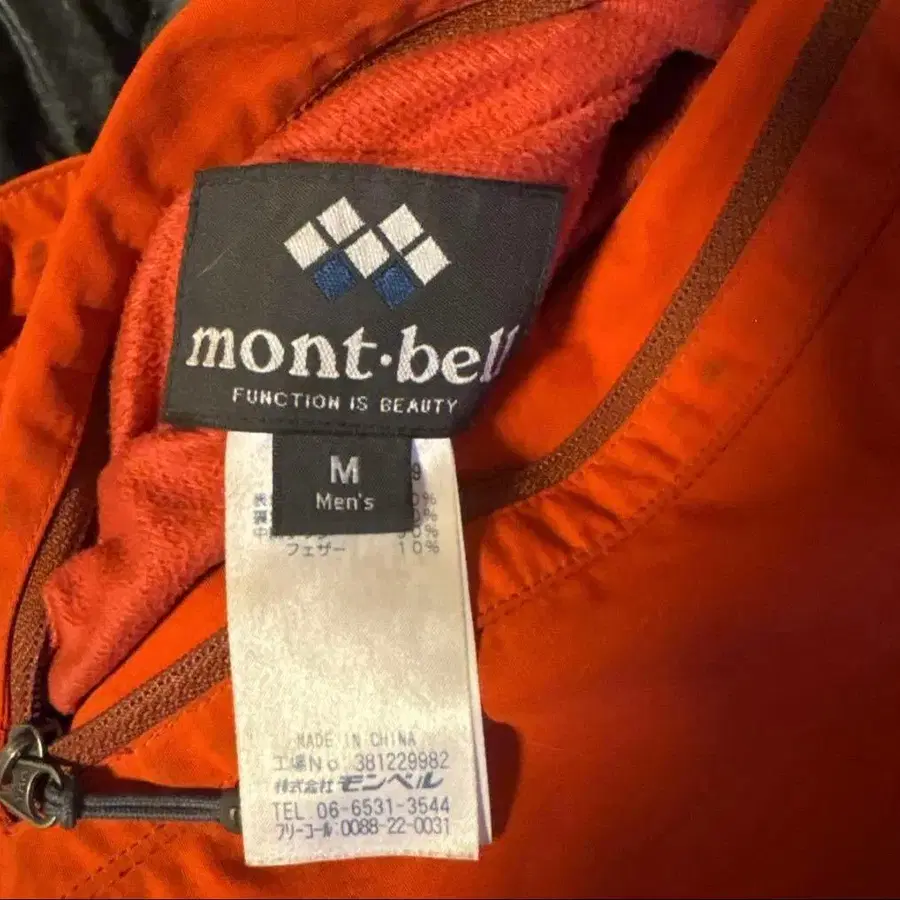 mont·bell
FUNCTION IS BEAUTY
M
Men's
フェザー 10%
MADE IN CHINA
工場No. 381229982
株式会社 モンベル
TEL 06-6531-3544
フリーコール:0088-22-0031